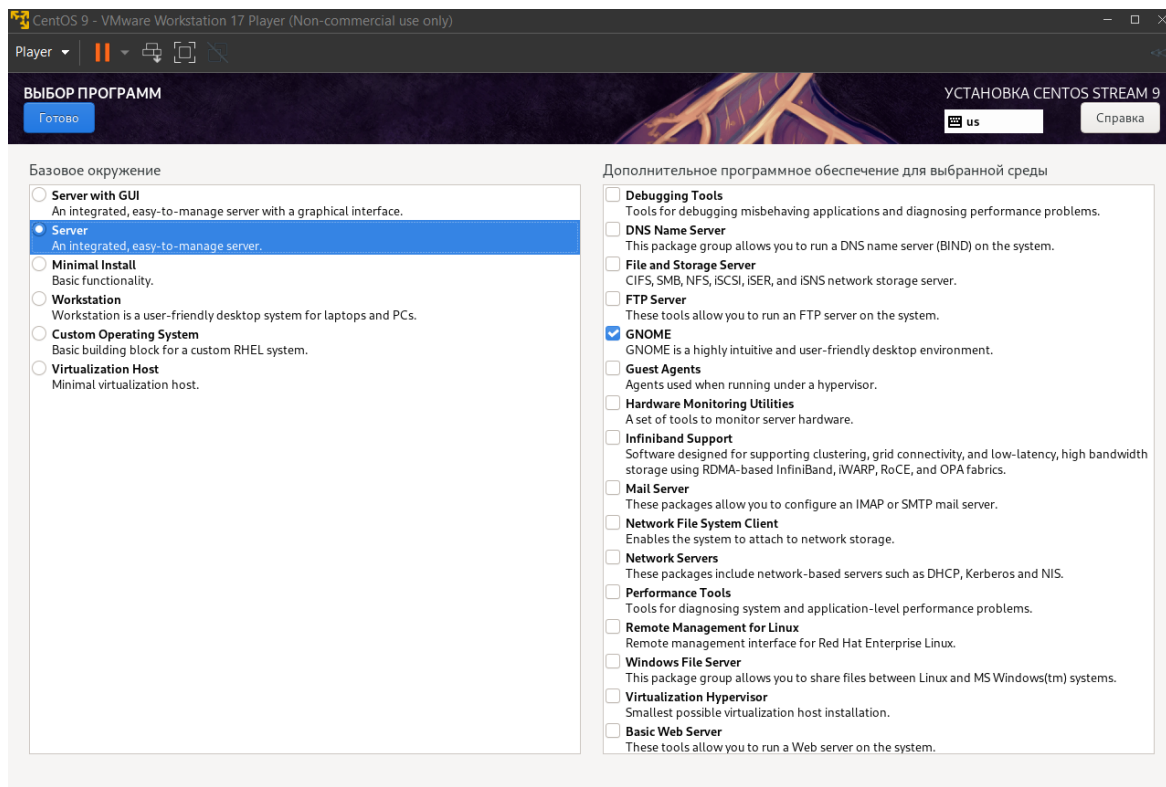 CentOS 9 - VMware Workstation 17 Player (Non-commercial use only)
Player
ВЫБОР ПРОГРАММ
УСТАНОВКА CENTOS STREAM 9
Готово
us
Справка
Базовое окружение
Server with GUI
An integrated, easy-to-manage server with a graphical interface.
Server
An integrated, easy-to-manage server.
Minimal Install
Basic functionality.
Workstation
Workstation is a user-friendly desktop system for laptops and PCs.
Custom Operating System
Basic building block for a custom RHEL system.
Virtualization Host
Minimal virtualization host.
Дополнительное программное обеспечение для выбранной среды
Debugging Tools
Tools for debugging misbehaving applications and diagnosing performance problems.
DNS Name Server
This package group allows you to run a DNS name server (BIND) on the system.
File and Storage Server
CIFS, SMB, NFS, iSCSI, iSER, and iSNS network storage server.
FTP Server
These tools allow you to run an FTP server on the system.
GNOME
GNOME is a highly intuitive and user-friendly desktop environment.
Guest Agents
Agents used when running under a hypervisor.
Hardware Monitoring Utilities
A set of tools to monitor server hardware.
Infiniband Support
Software designed for supporting clustering, grid connectivity, and low-latency, high bandwidth
storage using RDMA-based InfiniBand, iWARP, RoCE, and OPA fabrics.
Mail Server
These packages allow you to configure an IMAP or SMTP mail server.
Network File System Client
Enables the system to attach to network storage.
Network Servers
These packages include network-based servers such as DHCP, Kerberos and NIS.
Performance Tools
Tools for diagnosing system and application-level performance problems.
Remote Management for Linux
Remote management interface for Red Hat Enterprise Linux.
Windows File Server
This package group allows you to share files between Linux and MS Windows(tm) systems.
Virtualization Hypervisor
Smallest possible virtualization host installation.
Basic Web Server
These tools allow you to run a Web server on the system.